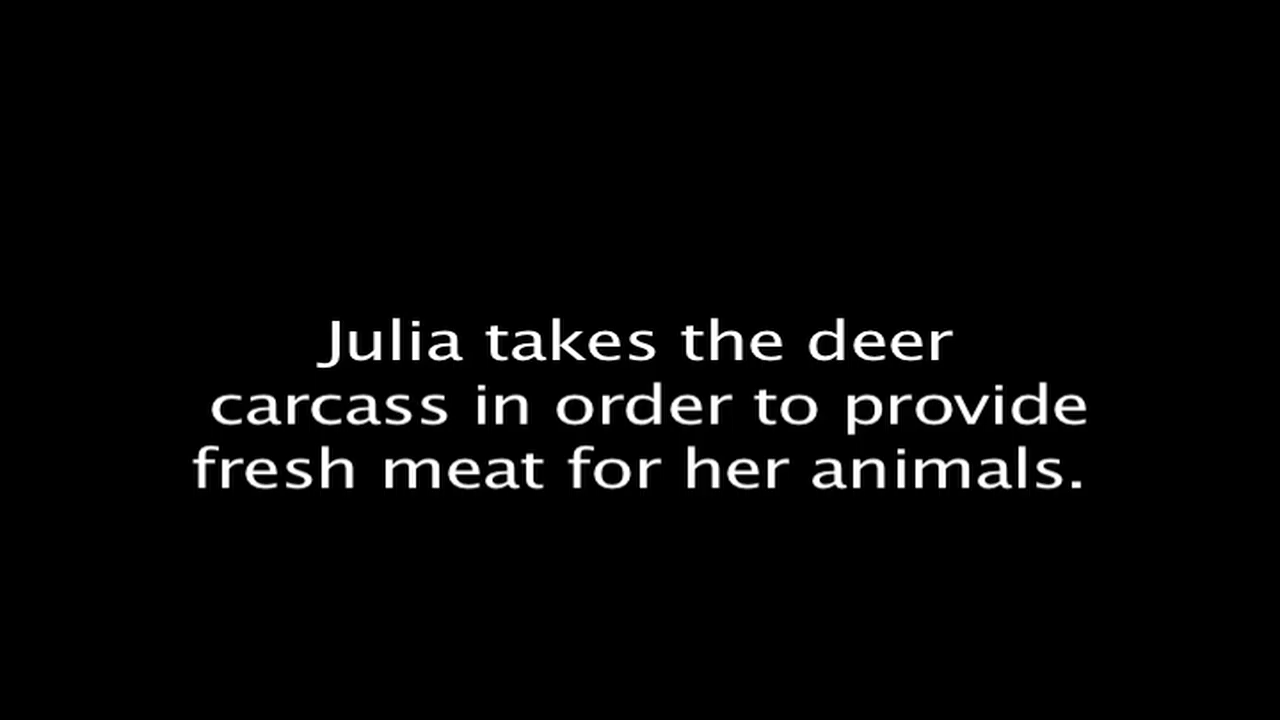 Julia takes the deer
carcass in order to provide
fresh meat for her animals.